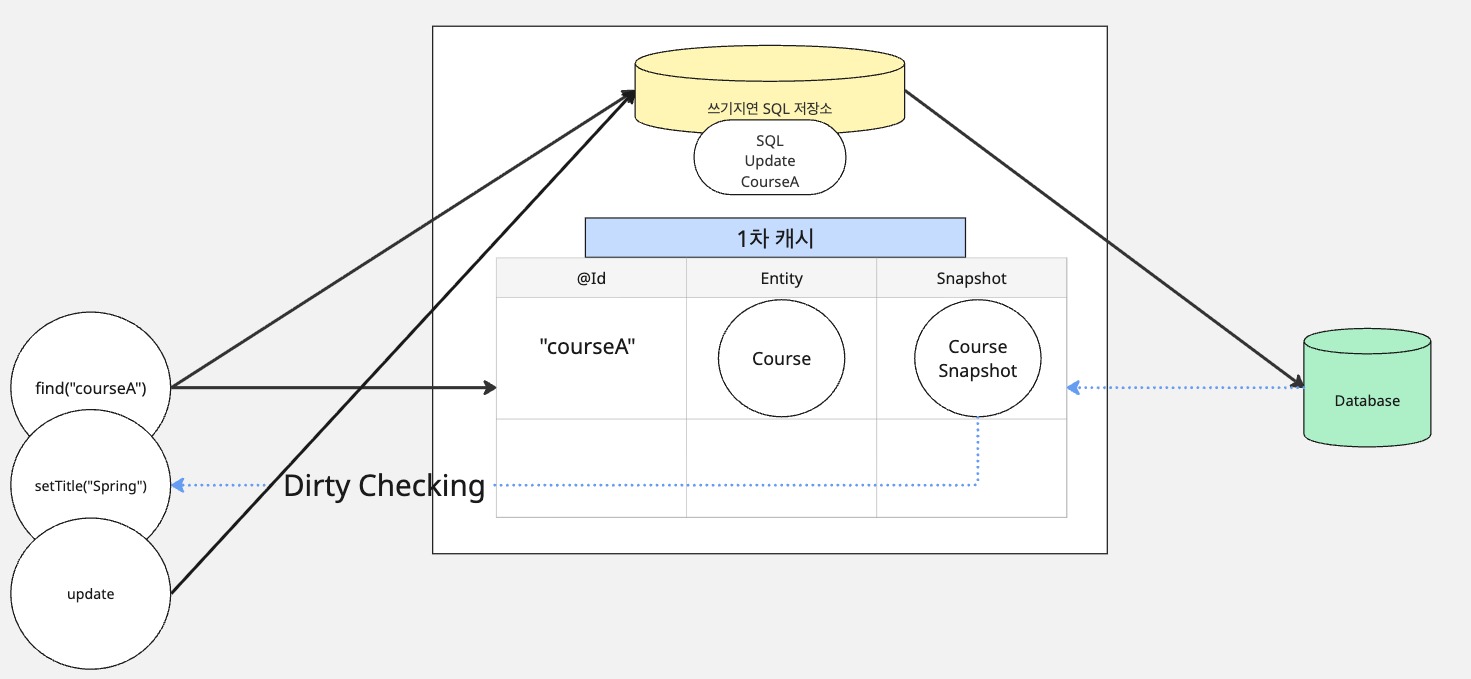 쓰기지연 SQL 저장소
SQL
Update
CourseA
1차 캐시
@Id
Entity
Snapshot
"courseA"
Course
Course
Snapshot
find("courseA")
setTitle("Spring")
update
Dirty Checking
Database